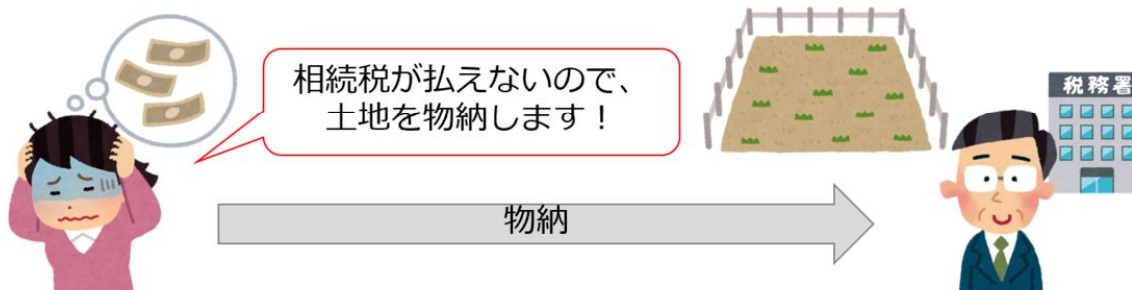 相続税が払えないので、
土地を物納します！
税務署
物納